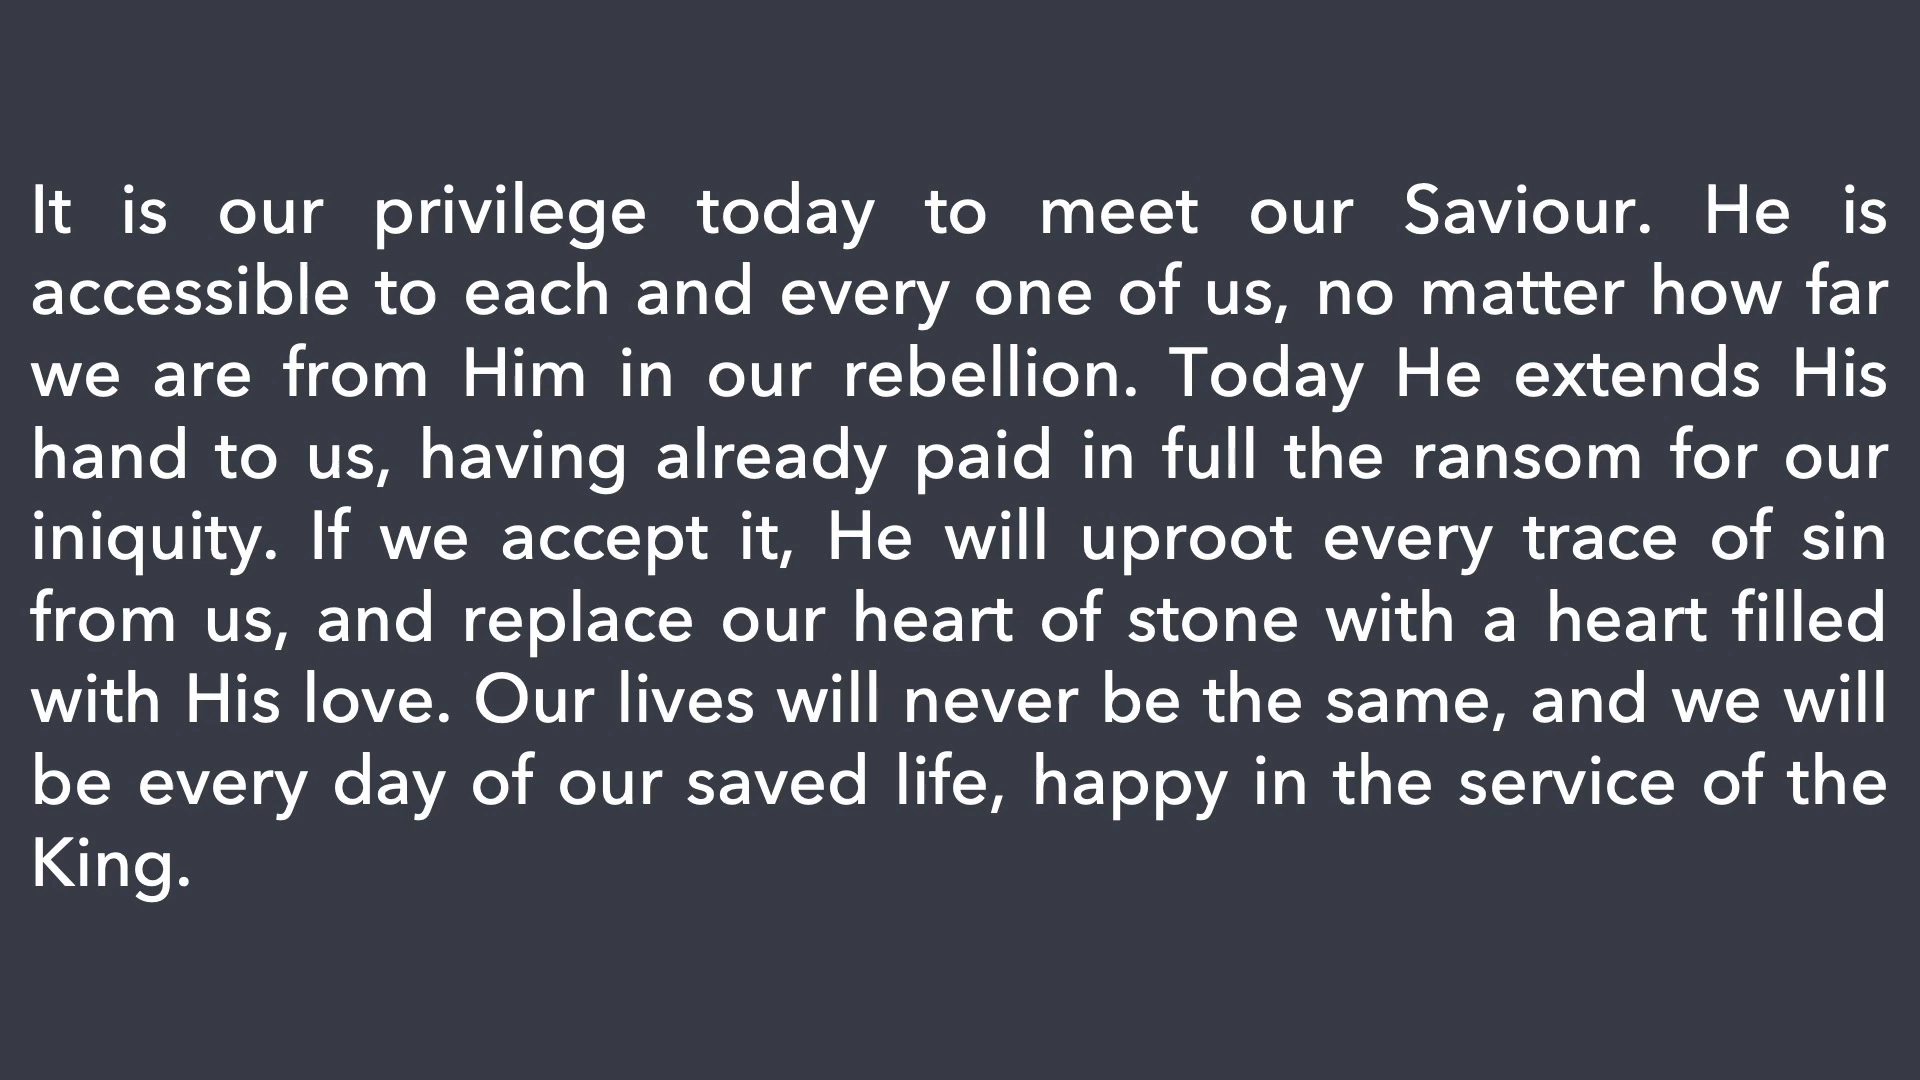 It is our privilege today to meet our Saviour. He is
accessible to each and every one of us, no matter how far
we are from Him in our rebellion. Today He extends His
hand to us, having already paid in full the ransom for our
iniquity. If we accept it, He will uproot every trace of sin
from us, and replace our heart of stone with a heart filled
with His love. Our lives will never be the same, and we will
be every day of our saved life, happy in the service of the
King.